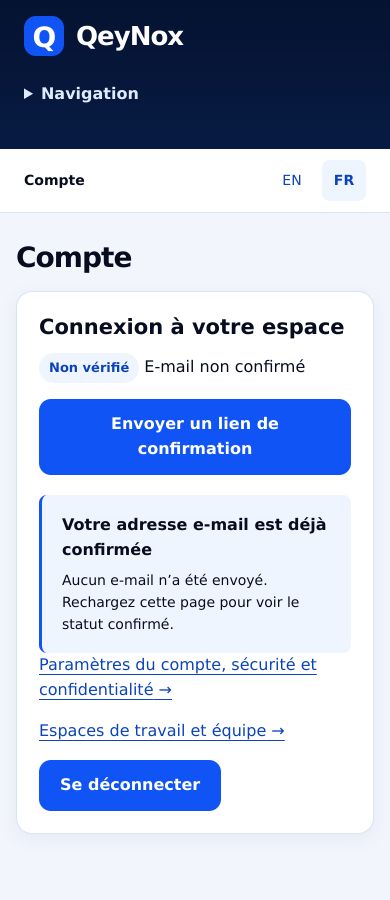 Q QeyNox
Navigation
Compte EN FR
Compte
Connexion à votre espace
Non vérifié E-mail non confirmé
Envoyer un lien de
confirmation
Votre adresse e-mail est déjà
confirmée
Aucun e-mail n’a été envoyé.
Rechargez cette page pour voir le
statut confirmé.
Paramètres du compte, sécurité et
confidentialité →
Espaces de travail et équipe →
Se déconnecter